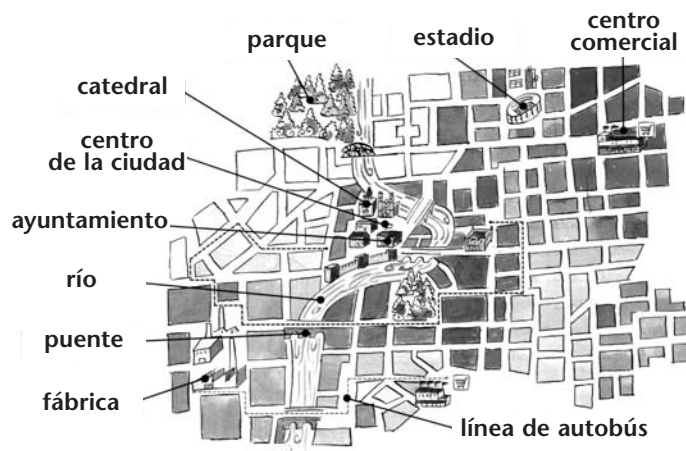 parque
estadio
centro
comercial
catedral
centro
de la ciudad
ayuntamiento
río
puente
fábrica
línea de autobús